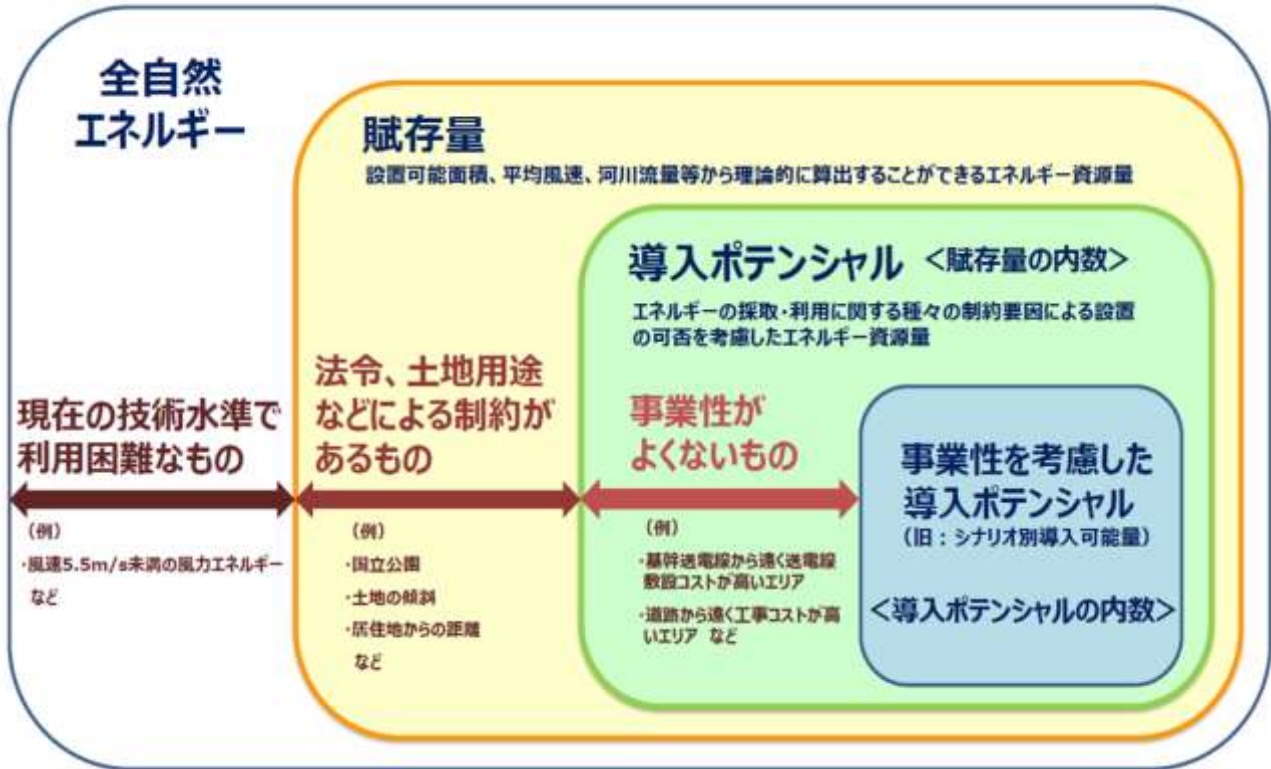 全自然
エネルギー
賦存量
設置可能面積、平均風速、河川流量等から理論的に算出することができるエネルギー資源量
導入ポテンシャル <賦存量の内数>
エネルギーの採取・利用に関する種々の制約要因による設置
の可否を考慮したエネルギー資源量
現在の技術水準で
利用困難なもの
(例)
・風速5.5m/s未満の風力エネルギー
など
法令、土地用途
などによる制約が
あるもの
(例)
・国立公園
・土地の傾斜
・居住地からの距離
など
事業性が
よくないもの
(例)
・基幹送電線から遠く送電線
敷設コストが高いエリア
・道路から遠く工事コストが高
いエリア など
事業性を考慮した
導入ポテンシャル
(旧：シナリオ別導入可能量)
<導入ポテンシャルの内数>